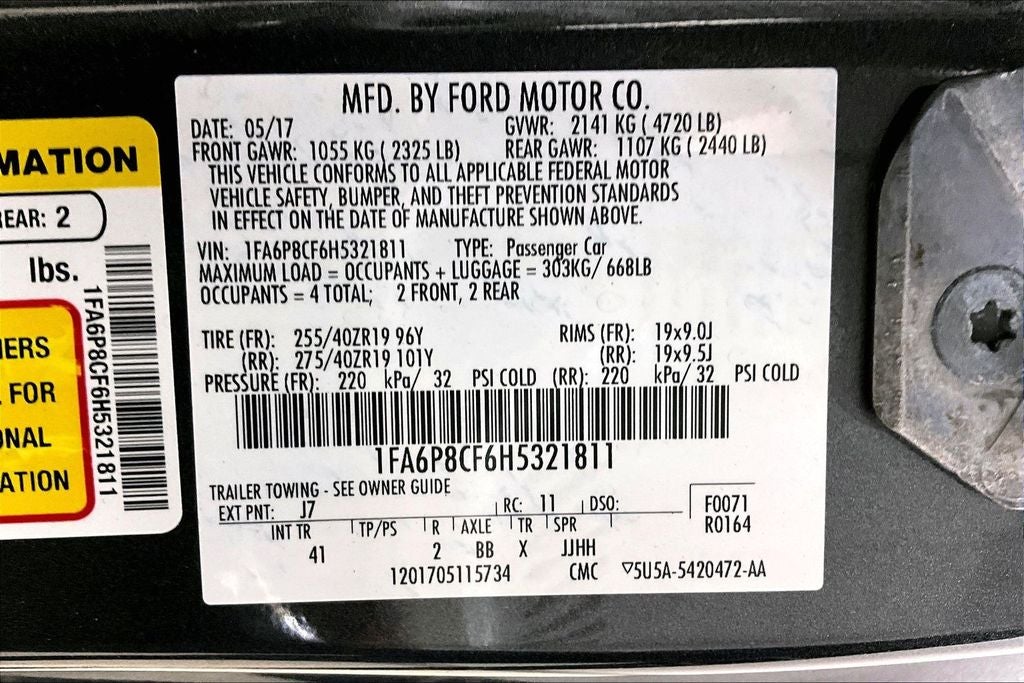 MATION
REAR: 2
lbs.
1FA6P8CF6H5321811
IERS
FOR
ONAL
ATION
MFD. BY FORD MOTOR CO.
DATE: 05/17 GVWR: 2141 KG ( 4720 LB)
FRONT GAWR: 1055 KG ( 2325 LB) REAR GAWR: 1107 KG ( 2440 LB)
THIS VEHICLE CONFORMS TO ALL APPLICABLE FEDERAL MOTOR
VEHICLE SAFETY, BUMPER, AND THEFT PREVENTION STANDARDS
IN EFFECT ON THE DATE OF MANUFACTURE SHOWN ABOVE.
VIN: 1FA6P8CF6H5321811 TYPE: Passenger Car
MAXIMUM LOAD = OCCUPANTS + LUGGAGE = 303KG/ 668LB
OCCUPANTS = 4 TOTAL; 2 FRONT, 2 REAR
TIRE (FR): 255/40ZR19 96Y RIMS (FR): 19x9.0J
(RR): 275/40ZR19 101Y (RR): 19x9.5J
PRESSURE (FR): 220 kPa/ 32 PSI COLD (RR): 220 kPa/ 32 PSI COLD
1FA6P8CF6H5321811
TRAILER TOWING - SEE OWNER GUIDE
EXT PNT: J7 RC: 11 DSO: F0071
R0164
INT TR TP/PS R AXLE TR SPR
41 2 BB X JJHH
1201705115734 CMC ▽5U5A-5420472-AA